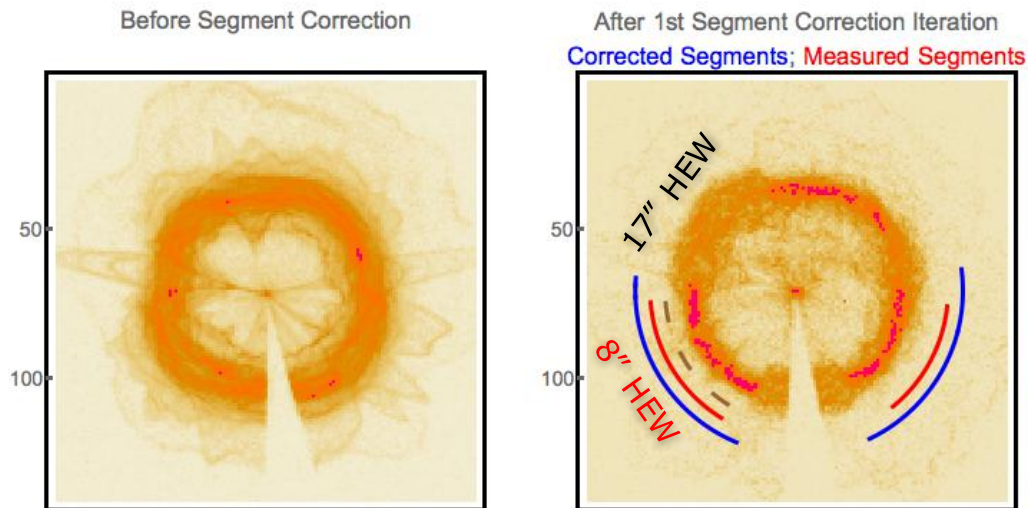 Before Segment Correction
After 1st Segment Correction Iteration
Corrected Segments; Measured Segments
50
100
50
100
17" HEW
8" HEW